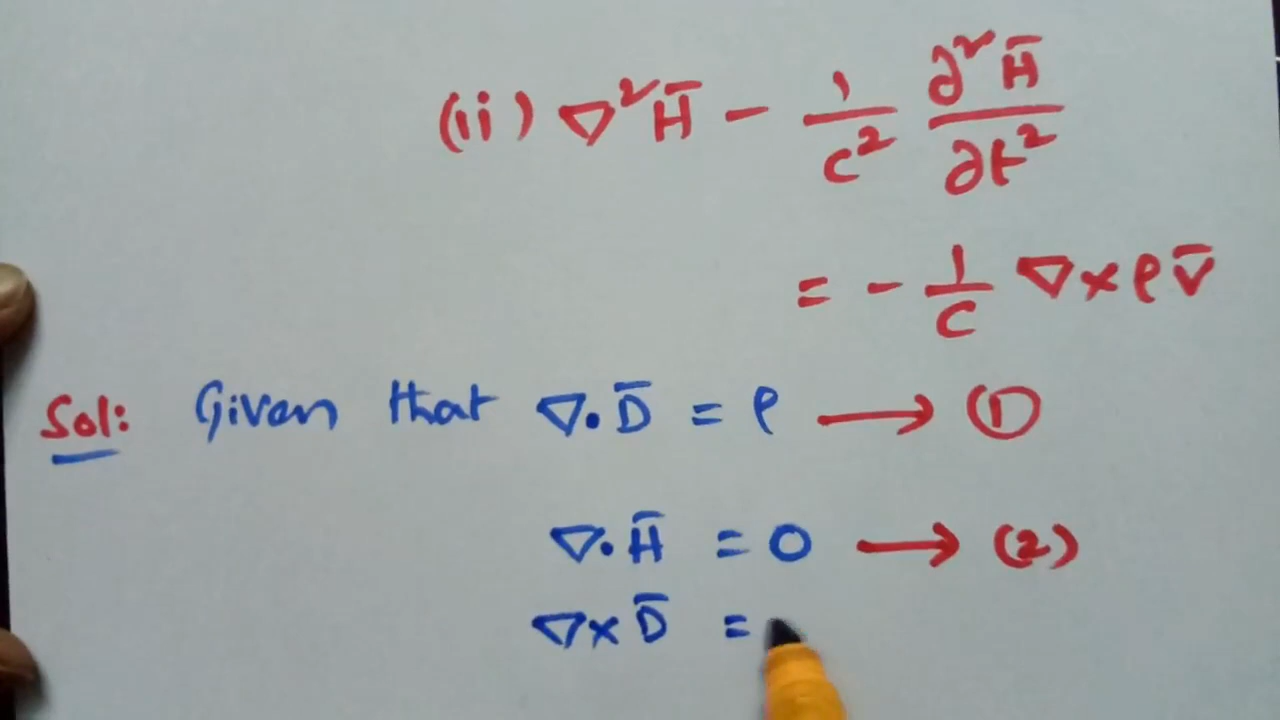 (ii) ∇²H̄ - 1/c² ∂²H̄/∂t²
= - 1/c ∇×ρv̄
Sol: Given that ∇.D̄ = ρ → ①
∇.H̄ = 0 → (2)
∇×D̄ =